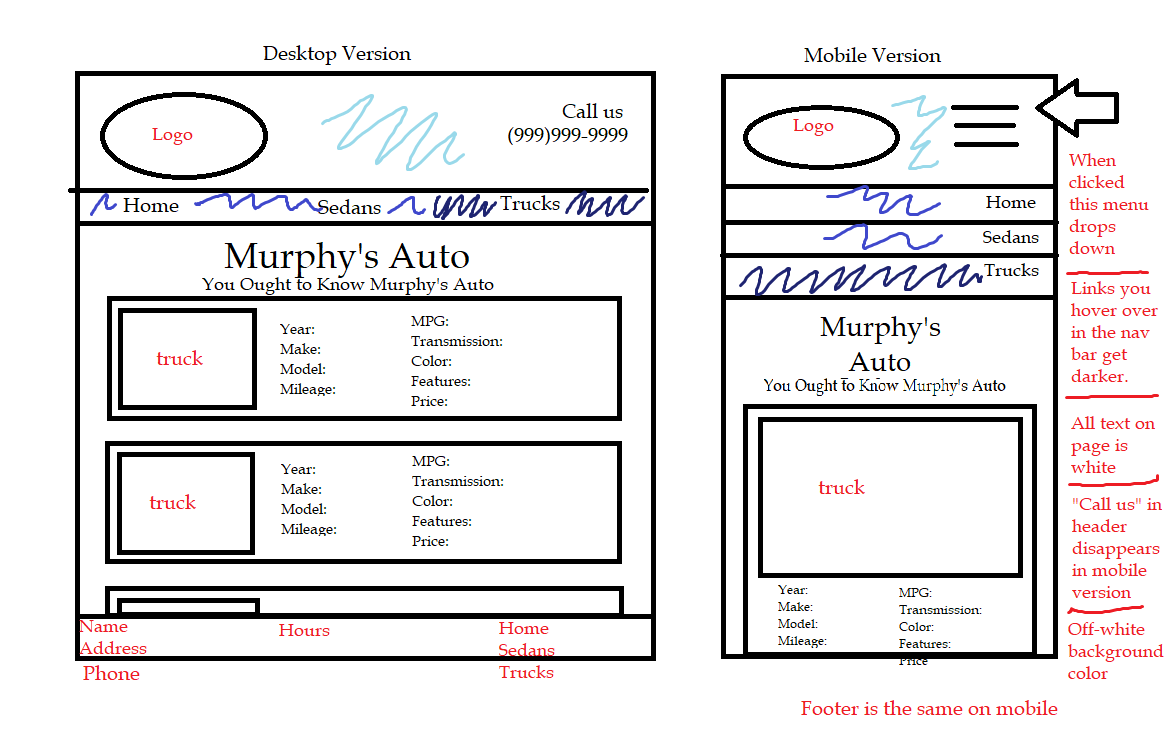 Desktop Version
Logo
Call us
(999)999-9999
Home
Sedans
Trucks
Murphy's Auto
You Ought to Know Murphy's Auto
truck
Year:
Make:
Model:
Mileage:
MPG:
Transmission:
Color:
Features:
Price:
truck
Year:
Make:
Model:
Mileage:
MPG:
Transmission:
Color:
Features:
Price:
Name
Address
Phone
Hours
Home
Sedans
Trucks
Mobile Version
Logo
Home
Sedans
Trucks
Murphy's
Auto
You Ought to Know Murphy's Auto
truck
Year:
Make:
Model:
Mileage:
MPG:
Transmission:
Color:
Features:
Price
When
clicked
this menu
drops
down
Links you
hover over
in the nav
bar get
darker.
All text on
page is
white
"Call us" in
header
disappears
in mobile
version
Off-white
background
color
Footer is the same on mobile